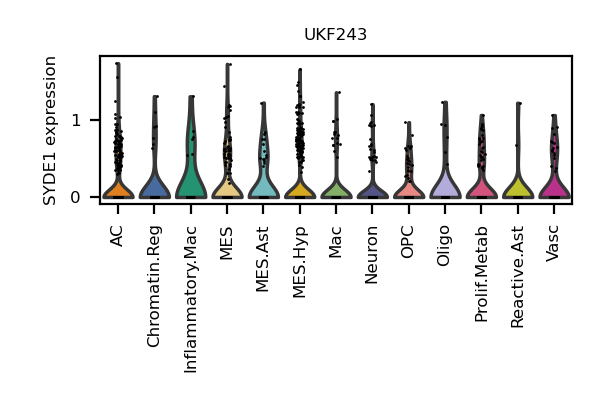 UKF243
SYDE1 expression
1
0
AC
Chromatin.Reg
Inflammatory.Mac
MES
MES.Ast
MES.Hyp
Mac
Neuron
OPC
Oligo
Prolif.Metab
Reactive.Ast
Vasc